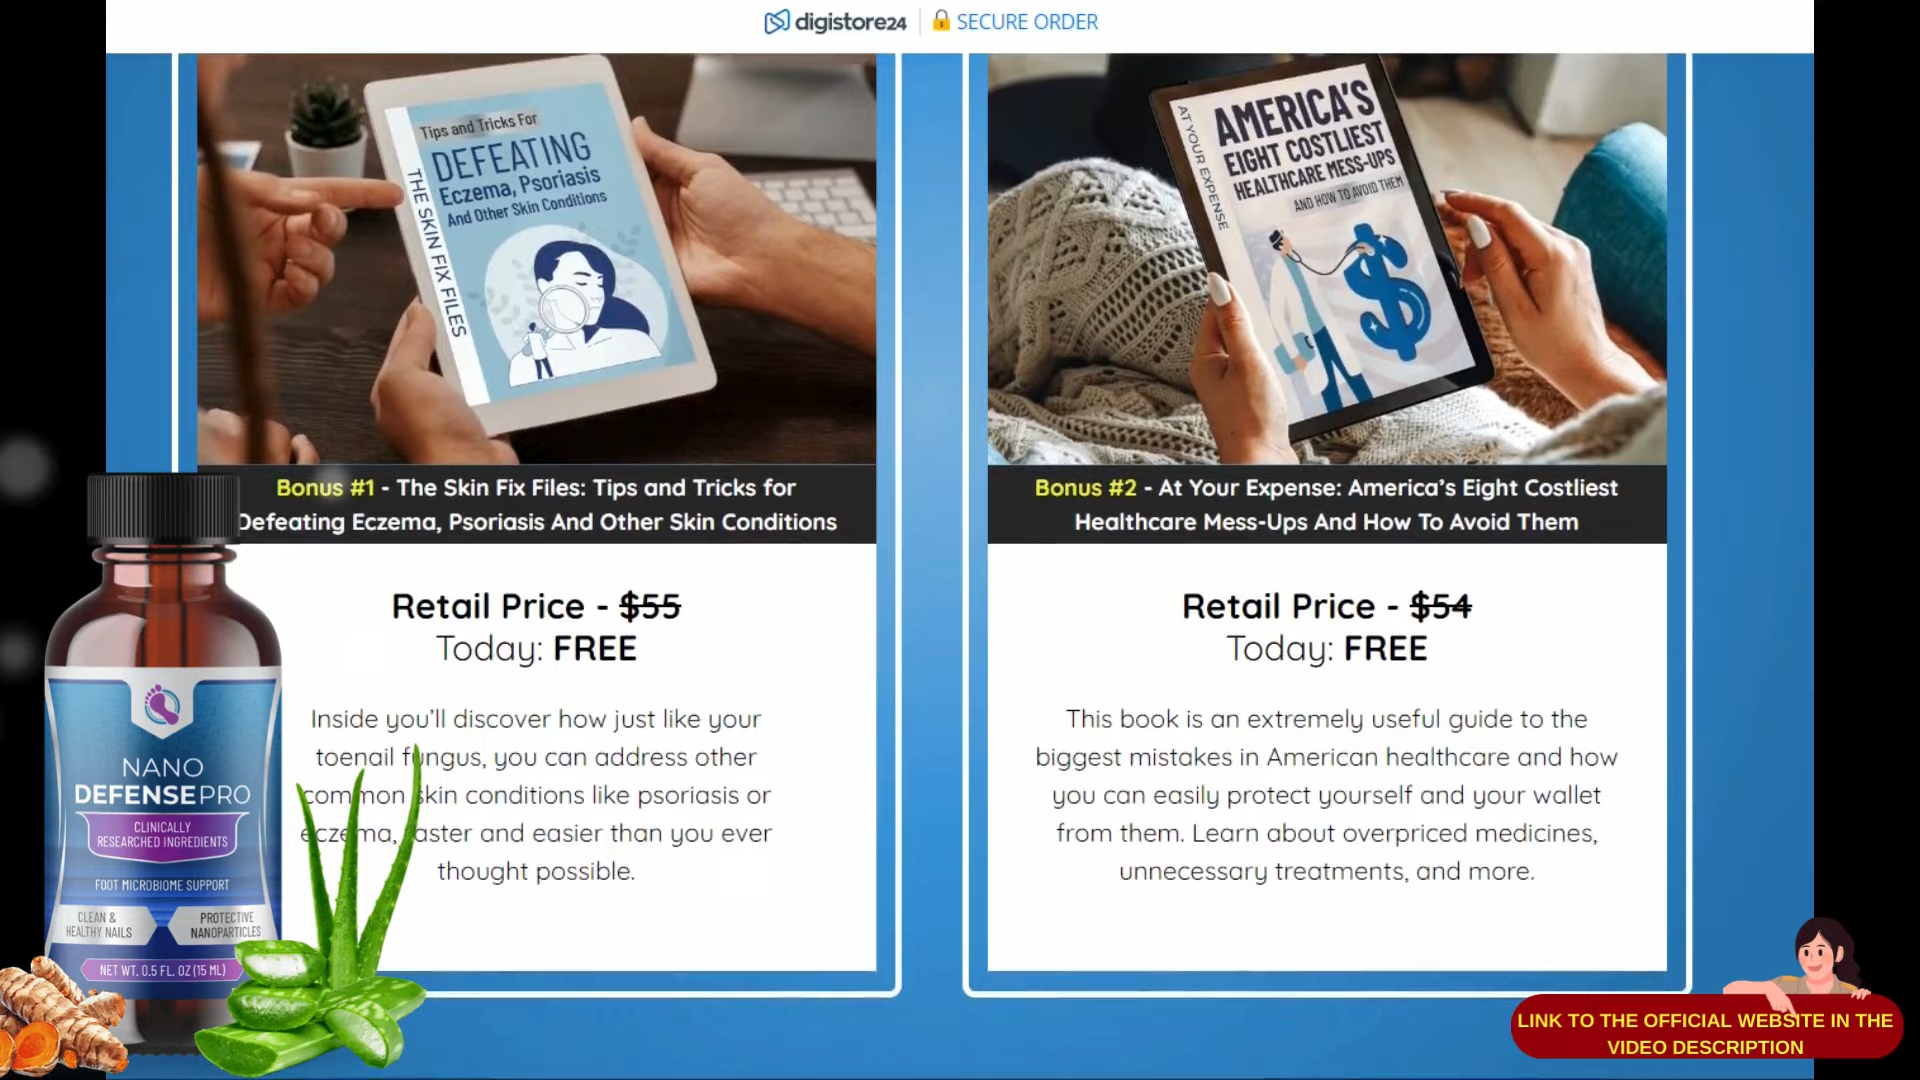 digistore24
SECURE ORDER
THE SKIN FIX FILES
Tips and Tricks For
DEFEATING
Eczema, Psoriasis
And Other Skin Conditions
AT YOUR EXPENSE
AMERICA'S
EIGHT COSTLIEST
HEALTHCARE MESS-UPS
AND HOW TO AVOID THEM
Bonus #1 - The Skin Fix Files: Tips and Tricks for
Defeating Eczema, Psoriasis And Other Skin Conditions
Retail Price - $55
Today: FREE
Inside you’ll discover how just like your
toenail fungus, you can address other
common skin conditions like psoriasis or
eczema, faster and easier than you ever
thought possible.
Bonus #2 - At Your Expense: America’s Eight Costliest
Healthcare Mess-Ups And How To Avoid Them
Retail Price - $54
Today: FREE
This book is an extremely useful guide to the
biggest mistakes in American healthcare and how
you can easily protect yourself and your wallet
from them. Learn about overpriced medicines,
unnecessary treatments, and more.
NANO
DEFENSEPRO
CLINICALLY
RESEARCHED INGREDIENTS
FOOT MICROBIOME SUPPORT
CLEAN &
HEALTHY NAILS
PROTECTIVE
NANOPARTICLES
NET WT. 0.5 FL. OZ (15 ML)
LINK TO THE OFFICIAL WEBSITE IN THE
VIDEO DESCRIPTION